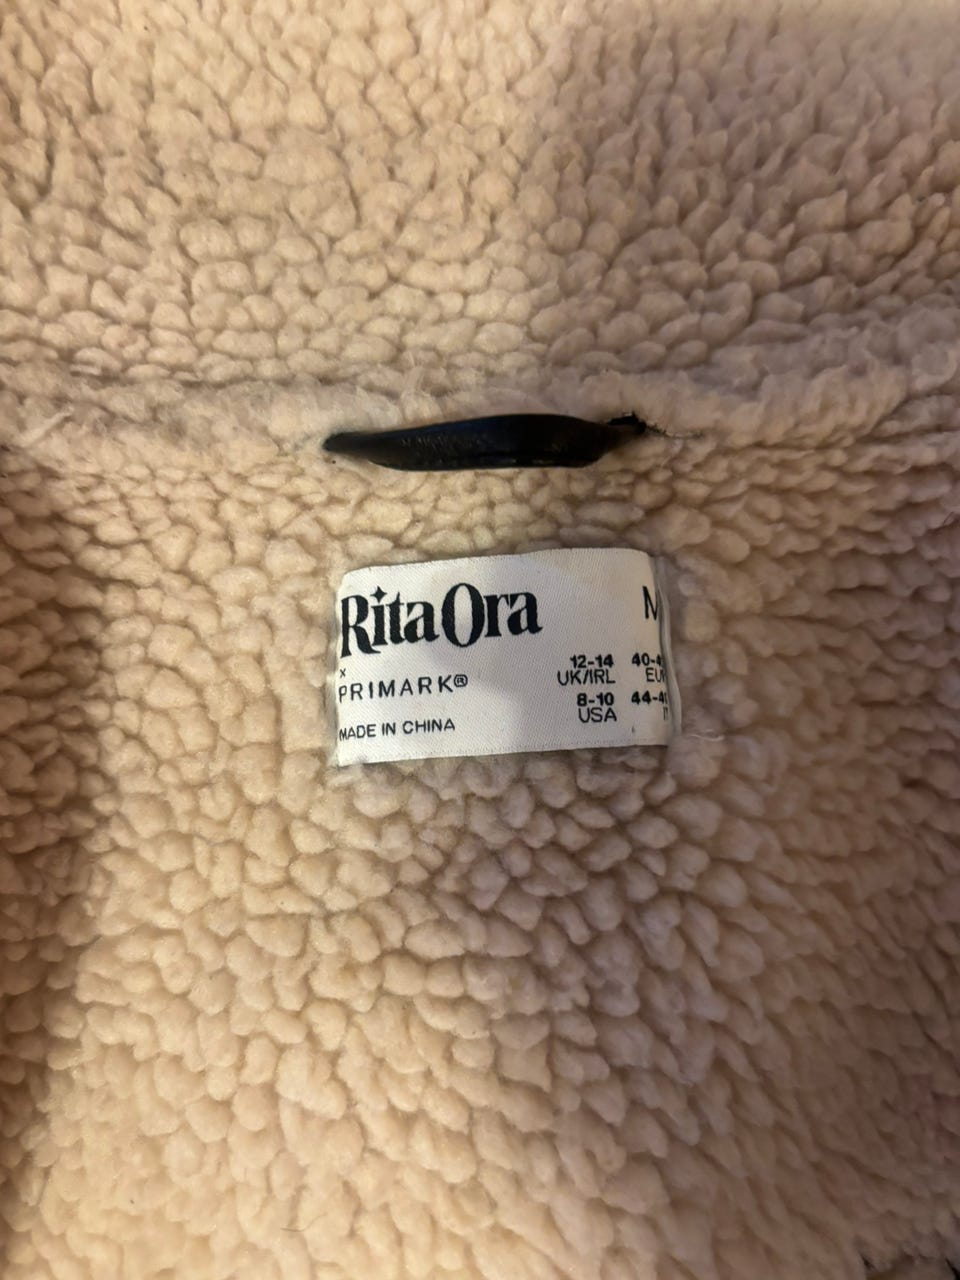 Rita Ora M
x
PRIMARK®
MADE IN CHINA
12-14
UK/IRL
8-10
USA